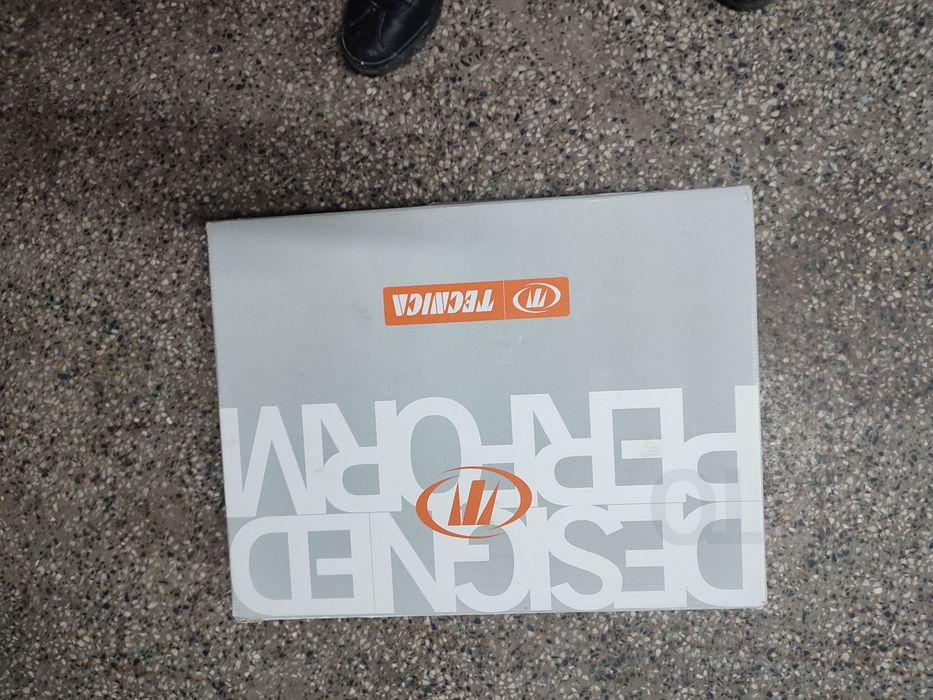 DESIGNED
TO
PERFORM
TECNICA